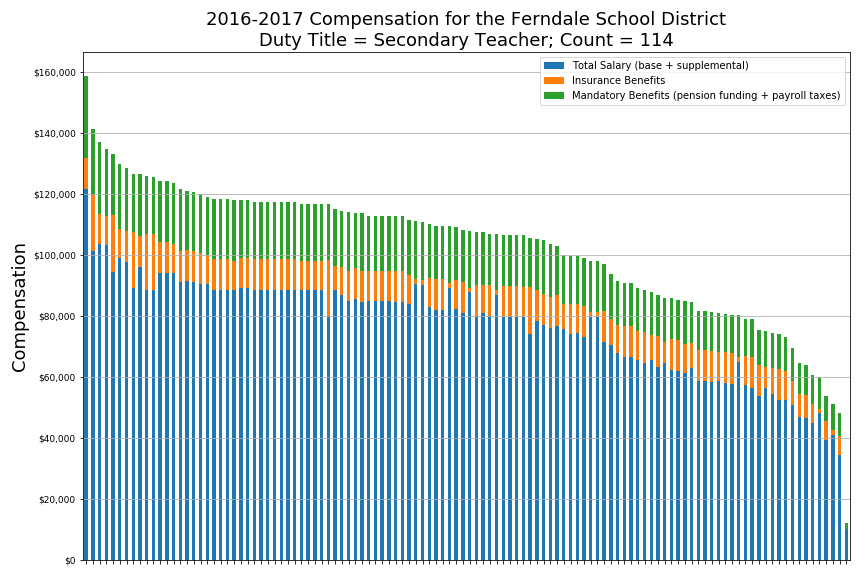 2016-2017 Compensation for the Ferndale School District
Duty Title = Secondary Teacher; Count = 114
Total Salary (base + supplemental)
Insurance Benefits
Mandatory Benefits (pension funding + payroll taxes)
$160,000
$140,000
$120,000
$100,000
$80,000
$60,000
$40,000
$20,000
$0
Compensation